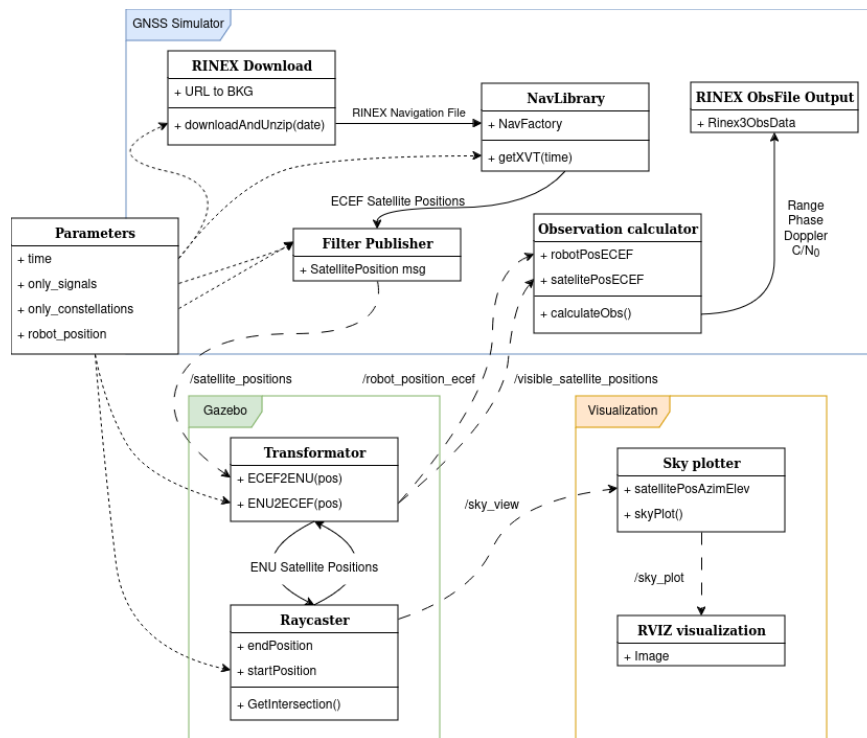 GNSS Simulator
RINEX Download
+ URL to BKG
+ downloadAndUnzip(date)
RINEX Navigation File
NavLibrary
+ NavFactory
+ getXVT(time)
RINEX ObsFile Output
+ Rinex3ObsData
ECEF Satellite Positions
Range
Phase
Doppler
C/N0
Parameters
+ time
+ only_signals
+ only_constellations
+ robot_position
Filter Publisher
+ SatellitePosition msg
Observation calculator
+ robotPosECEF
+ satelitePosECEF
+ calculateObs()
/satellite_positions
/robot_position_ecef
/visible_satellite_positions
Gazebo
Transformator
+ ECEF2ENU(pos)
+ ENU2ECEF(pos)
ENU Satellite Positions
Raycaster
+ endPosition
+ startPosition
+ GetIntersection()
/sky_view
Visualization
Sky plotter
+ satellitePosAzimElev
+ skyPlot()
/sky_plot
RVIZ visualization
+ Image